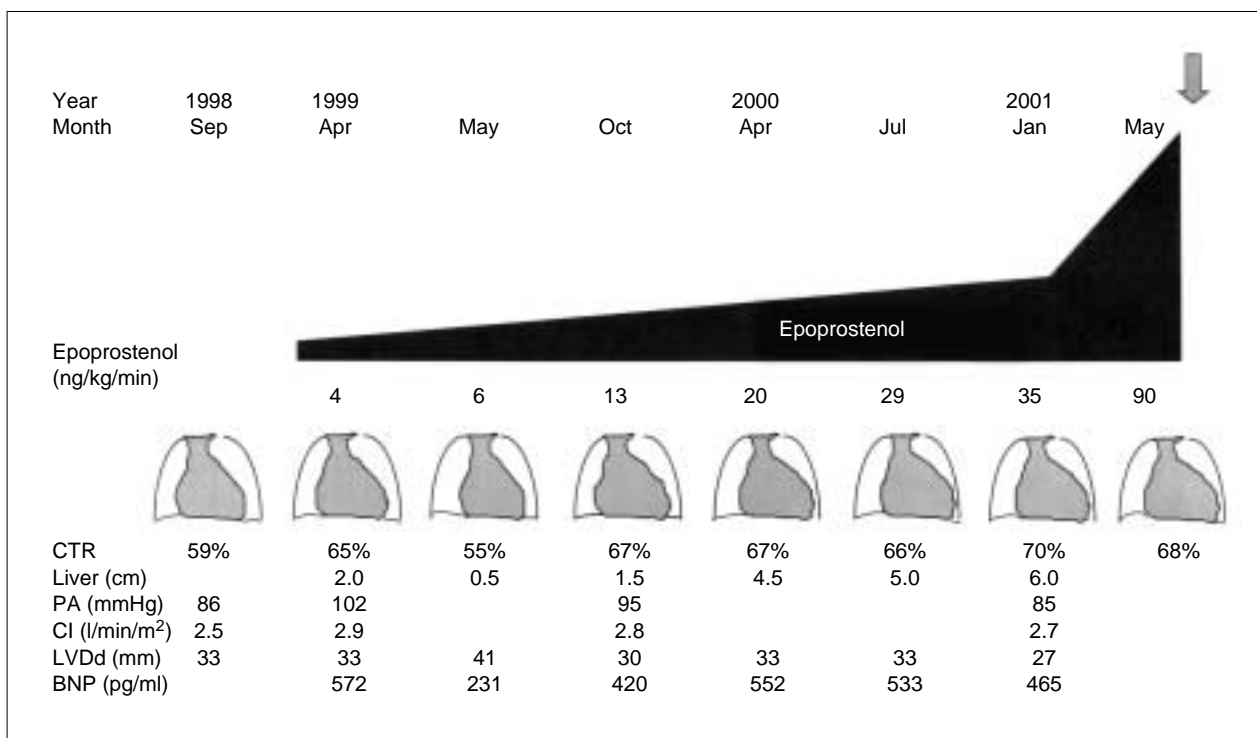 Year 1998 1999 2000 2001
Month Sep Apr May Oct Apr Jul Jan May
Epoprostenol
Epoprostenol
(ng/kg/min)
4 6 13 20 29 35 90
CTR 59% 65% 55% 67% 67% 66% 70% 68%
Liver (cm) 2.0 0.5 1.5 4.5 5.0 6.0
PA (mmHg) 86 102 95 85
CI (l/min/m²) 2.5 2.9 2.8 2.7
LVDd (mm) 33 33 41 30 33 33 27
BNP (pg/ml) 572 231 420 552 533 465